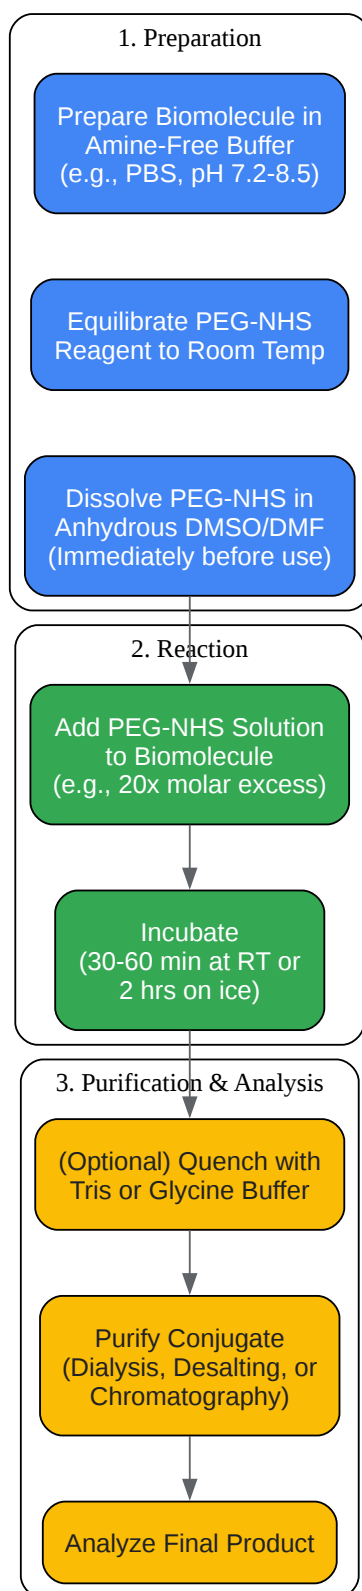 1. Preparation
Prepare Biomolecule in
Amine-Free Buffer
(e.g., PBS, pH 7.2-8.5)
Equilibrate PEG-NHS
Reagent to Room Temp
Dissolve PEG-NHS in
Anhydrous DMSO/DMF
(Immediately before use)
2. Reaction
Add PEG-NHS Solution
to Biomolecule
(e.g., 20x molar excess)
Incubate
(30-60 min at RT or
2 hrs on ice)
3. Purification & Analysis
(Optional) Quench with
Tris or Glycine Buffer
Purify Conjugate
(Dialysis, Desalting, or
Chromatography)
Analyze Final Product